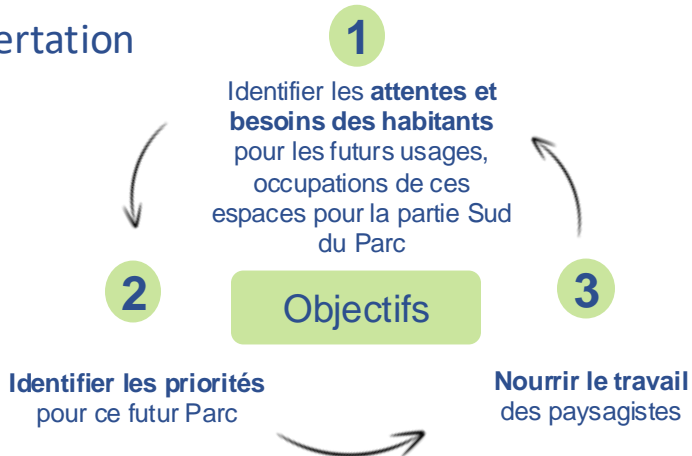 ertation
1
Identifier les attentes et
besoins des habitants
pour les futurs usages,
occupations de ces
espaces pour la partie Sud
du Parc
2
Objectifs
3
Identifier les priorités
pour ce futur Parc
Nourrir le travail
des paysagistes